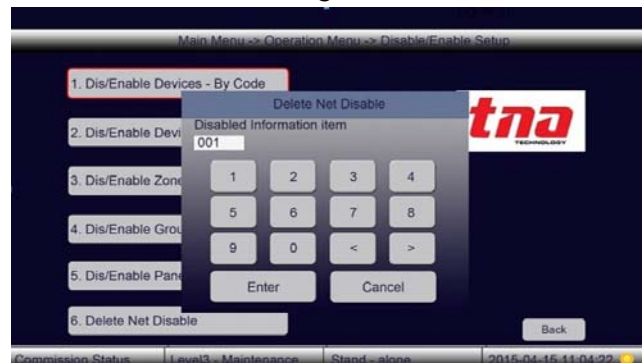 Main Menu -> Operation Menu -> Disable/Enable Setup
1. Dis/Enable Devices - By Code
Delete Net Disable
2. Dis/Enable Devi
Disabled Information item
001
tna
TECHNOLOGY
3. Dis/Enable Zone
1 2 3 4
5 6 7 8
4. Dis/Enable Grou
9 0 < >
5. Dis/Enable Pane
Enter Cancel
6. Delete Net Disable
Back
Commission Status Level3 - Maintenance Stand - alone 2015-04-15 11:04:22